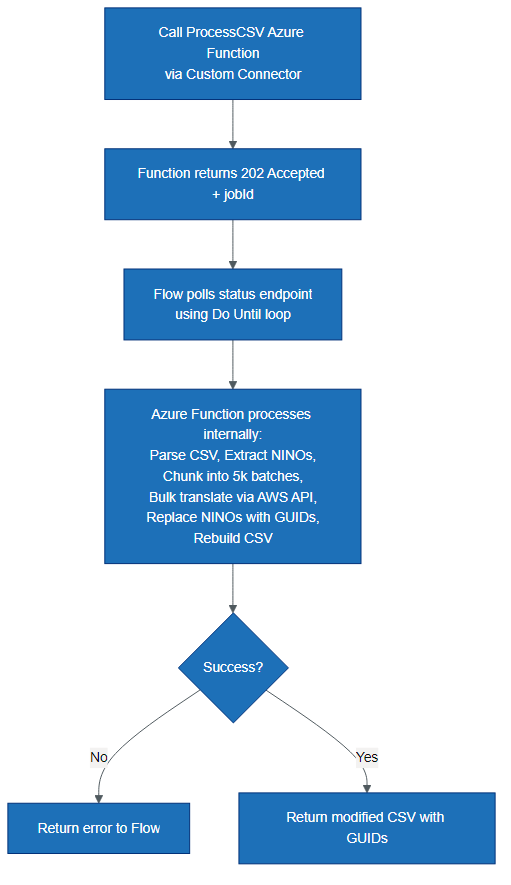 Call ProcessCSV Azure
Function
via Custom Connector
Function returns 202 Accepted
+ jobId
Flow polls status endpoint
using Do Until loop
Azure Function processes
internally:
Parse CSV, Extract NINOs,
Chunk into 5k batches,
Bulk translate via AWS API,
Replace NINOs with GUIDs,
Rebuild CSV
Success?
No
Yes
Return error to Flow
Return modified CSV with
GUIDs